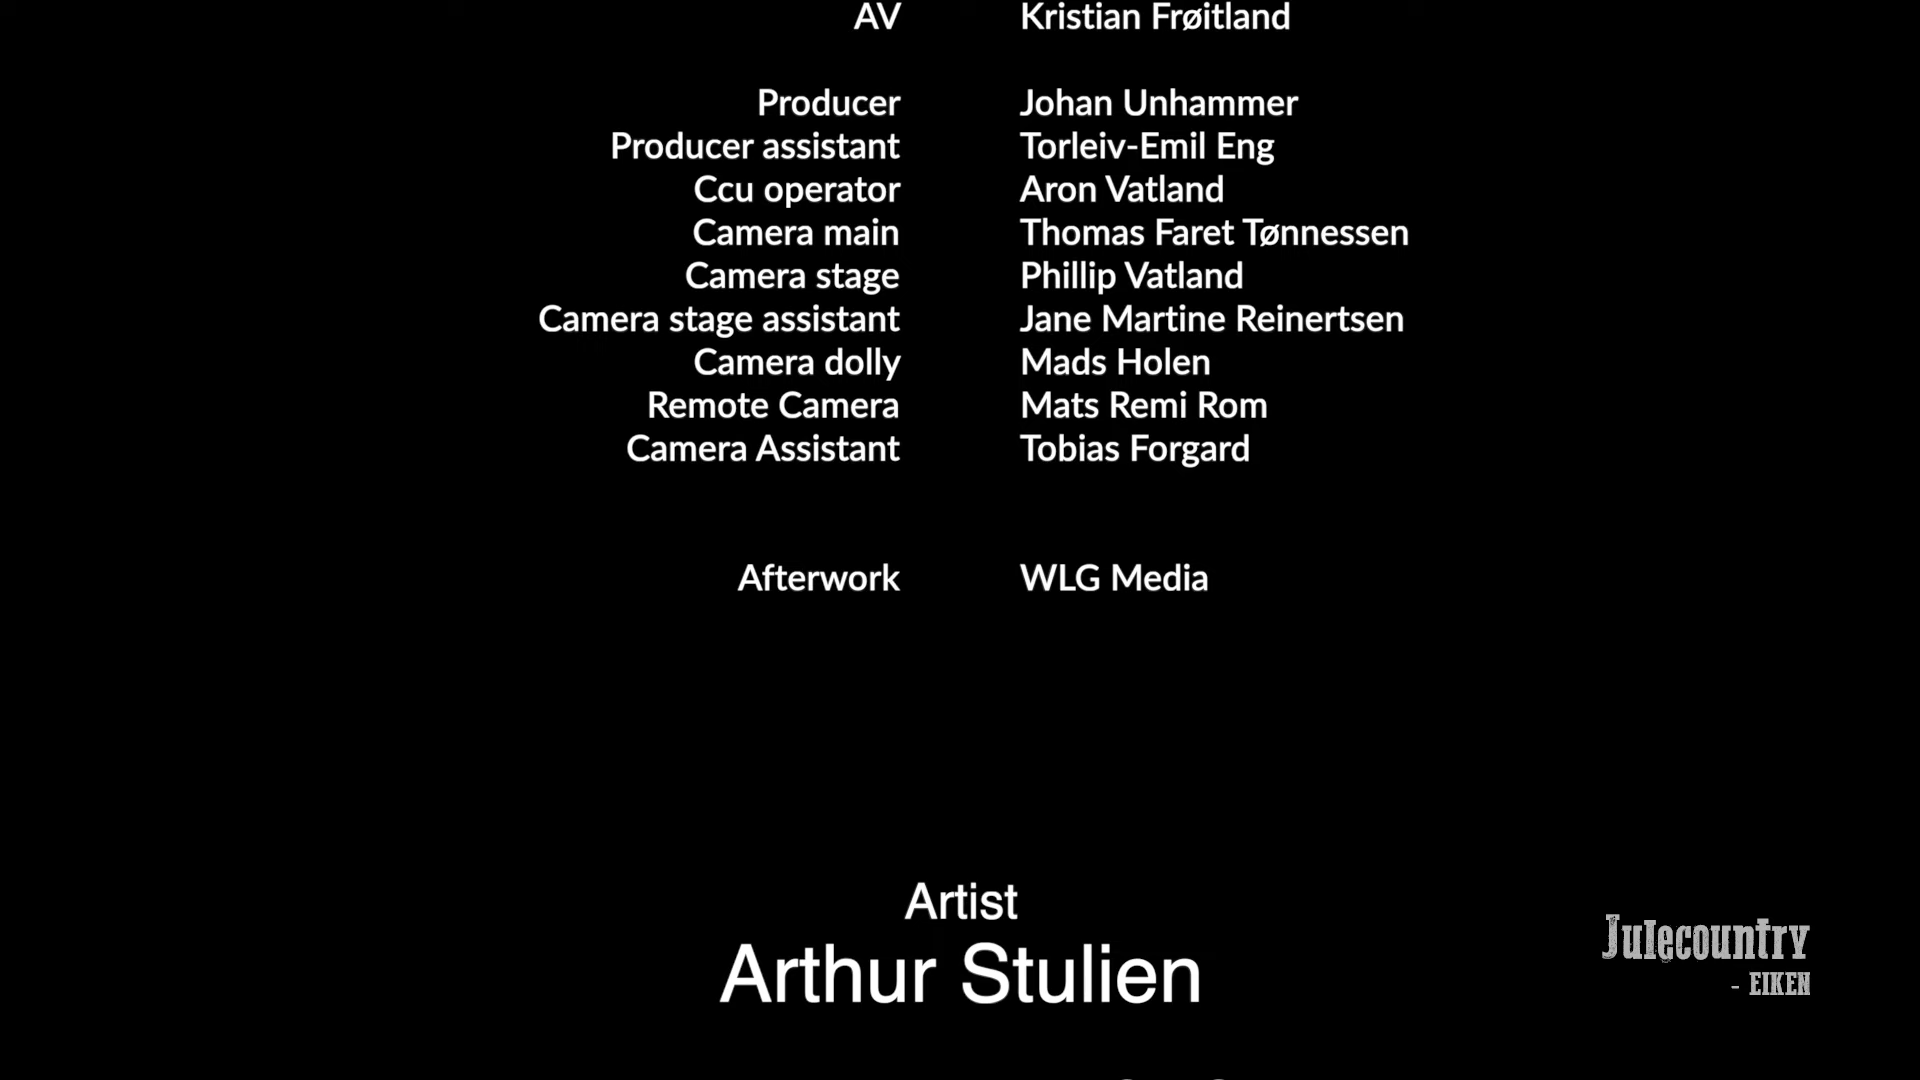 AV Kristian Frøitland
Producer Johan Unhammer
Producer assistant Torleiv-Emil Eng
Ccu operator Aron Vatland
Camera main Thomas Faret Tønnessen
Camera stage Phillip Vatland
Camera stage assistant Jane Martine Reinertsen
Camera dolly Mads Holen
Remote Camera Mats Remi Rom
Camera Assistant Tobias Forgard
Afterwork WLG Media
Artist
Arthur Stulien
Julecountry
- EIKEN